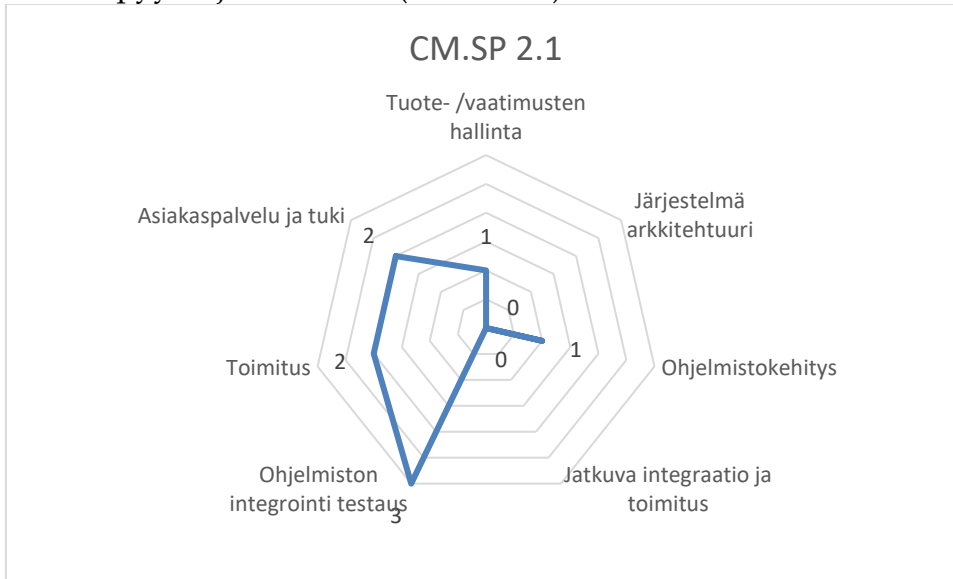 CM.SP 2.1
Tuote- /vaatimusten
hallinta
Järjestelmä
arkkitehtuuri
Asiakaspalvelu ja tuki
2
1
0
1
0
2
3
Toimitus
Ohjelmistokehitys
Ohjelmiston
integrointi testaus
Jatkuva integraatio ja
toimitus